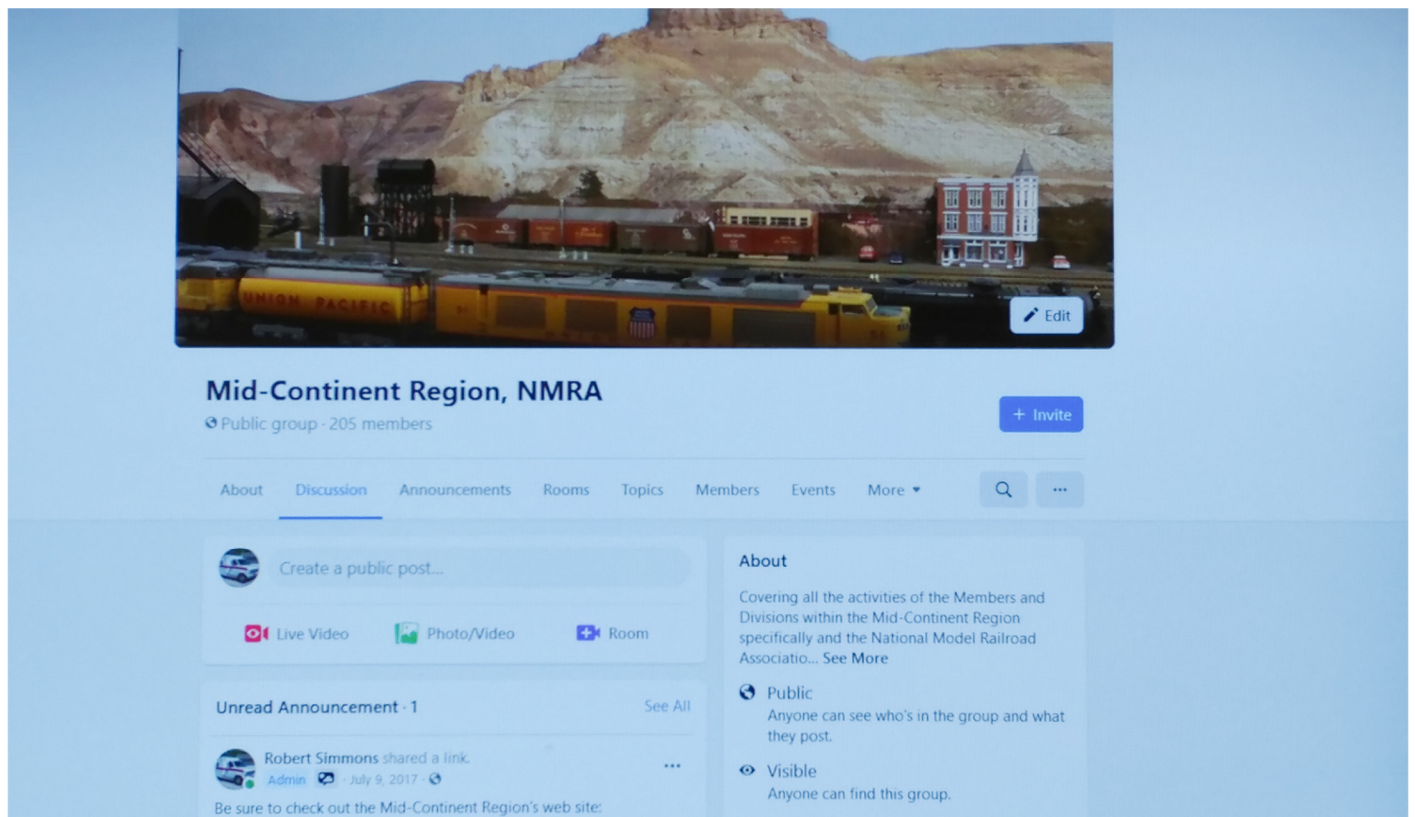 UNION PACIFIC
Edit
Mid-Continent Region, NMRA
Public group · 205 members
+ Invite
About Discussion Announcements Rooms Topics Members Events More
Create a public post...
Live Video Photo/Video Room
Unread Announcement · 1 See All
Robert Simmons shared a link.
Admin · July 9, 2017 ·
Be sure to check out the Mid-Continent Region's web site:
About
Covering all the activities of the Members and
Divisions within the Mid-Continent Region
specifically and the National Model Railroad
Associatio... See More
Public
Anyone can see who's in the group and what
they post.
Visible
Anyone can find this group.